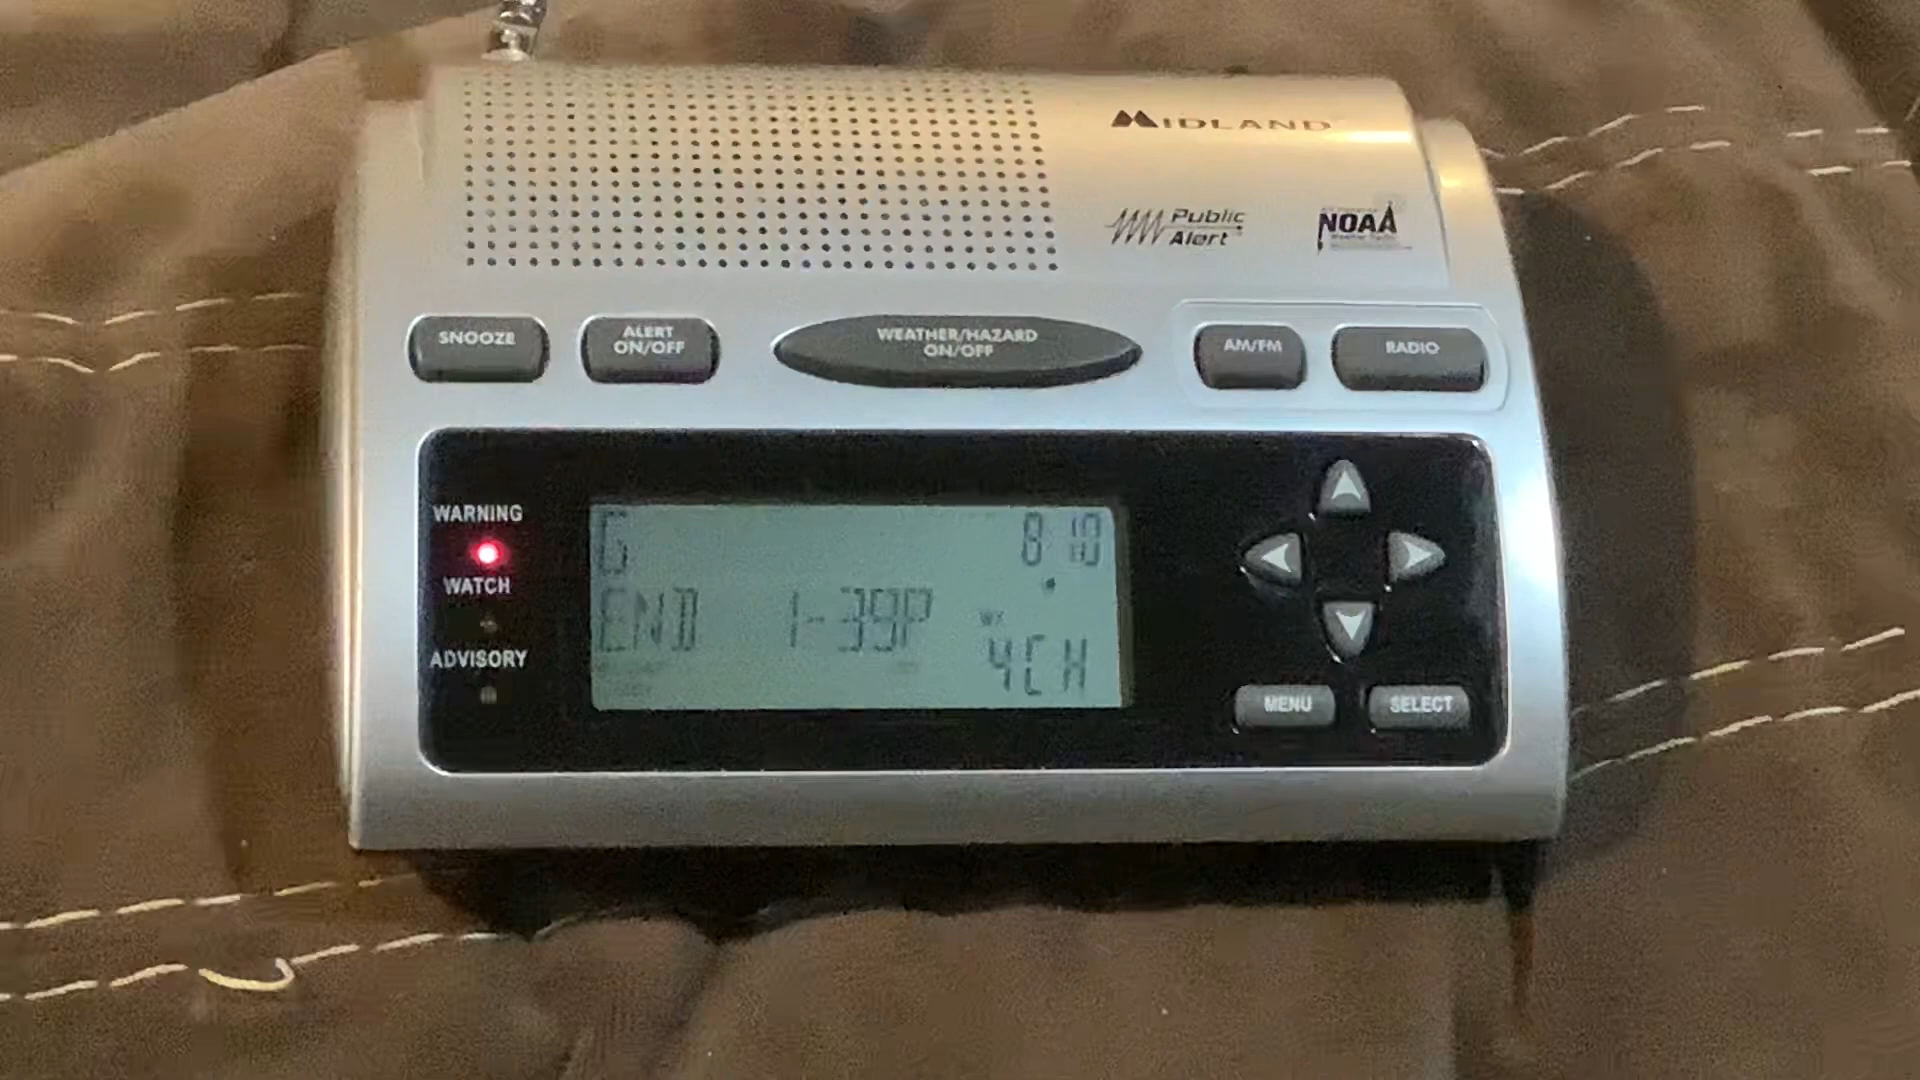 MIDLAND
Public
Alert
NOAA
SNOOZE
ALERT
ON/OFF
WEATHER/HAZARD
ON/OFF
AM/FM
RADIO
WARNING
WATCH
ADVISORY
G 8:10
END 1-39P
WX
4CH
MENU
SELECT